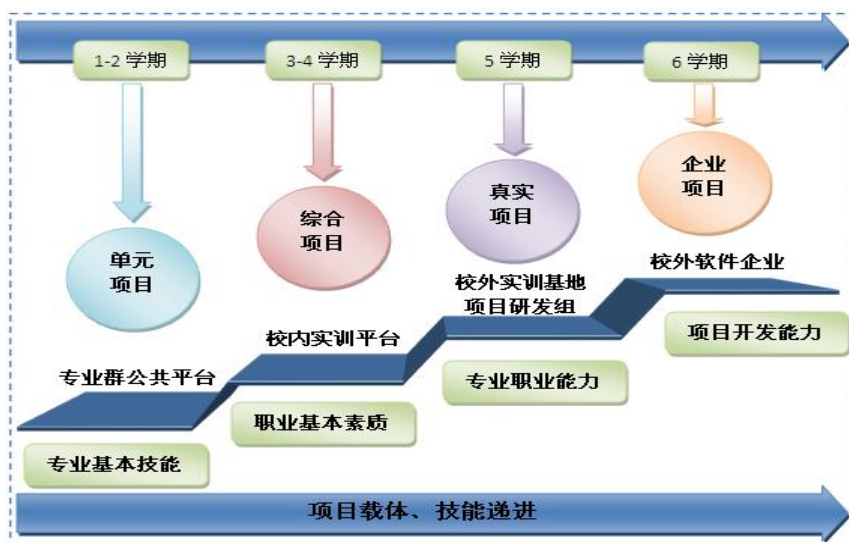 1-2 学期
3-4 学期
5 学期
6 学期
单元
项目
综合
项目
真实
项目
企业
项目
专业群公共平台
校内实训平台
校外实训基地
项目研发组
校外软件企业
专业基本技能
职业基本素质
专业职业能力
项目开发能力
项目载体、技能递进